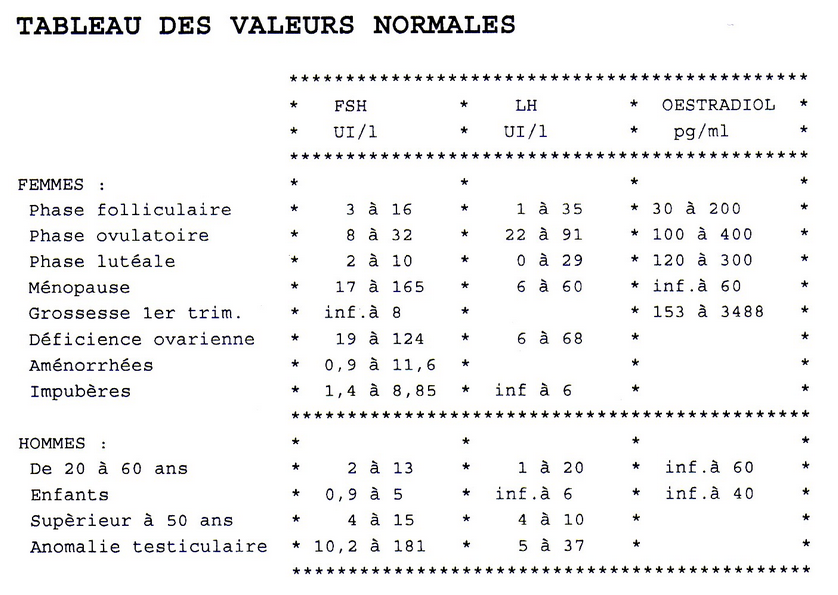 TABLEAU DES VALEURS NORMALES
**********************************************
* FSH * LH * OESTRADIOL *
* UI/l * UI/l * pg/ml *
**********************************************
FEMMES : * * * *
Phase folliculaire * 3 à 16 * 1 à 35 * 30 à 200 *
Phase ovulatoire * 8 à 32 * 22 à 91 * 100 à 400 *
Phase lutéale * 2 à 10 * 0 à 29 * 120 à 300 *
Ménopause * 17 à 165 * 6 à 60 * inf.à 60 *
Grossesse 1er trim. * inf.à 8 * * 153 à 3488 *
Déficience ovarienne * 19 à 124 * 6 à 68 * *
Aménorrhées * 0,9 à 11,6 * * *
Impubères * 1,4 à 8,85 * inf à 6 * *
**********************************************
HOMMES : * * * *
De 20 à 60 ans * 2 à 13 * 1 à 20 * inf.à 60 *
Enfants * 0,9 à 5 * inf.à 6 * inf.à 40 *
Supèrieur à 50 ans * 4 à 15 * 4 à 10 * *
Anomalie testiculaire * 10,2 à 181 * 5 à 37 * *
**********************************************